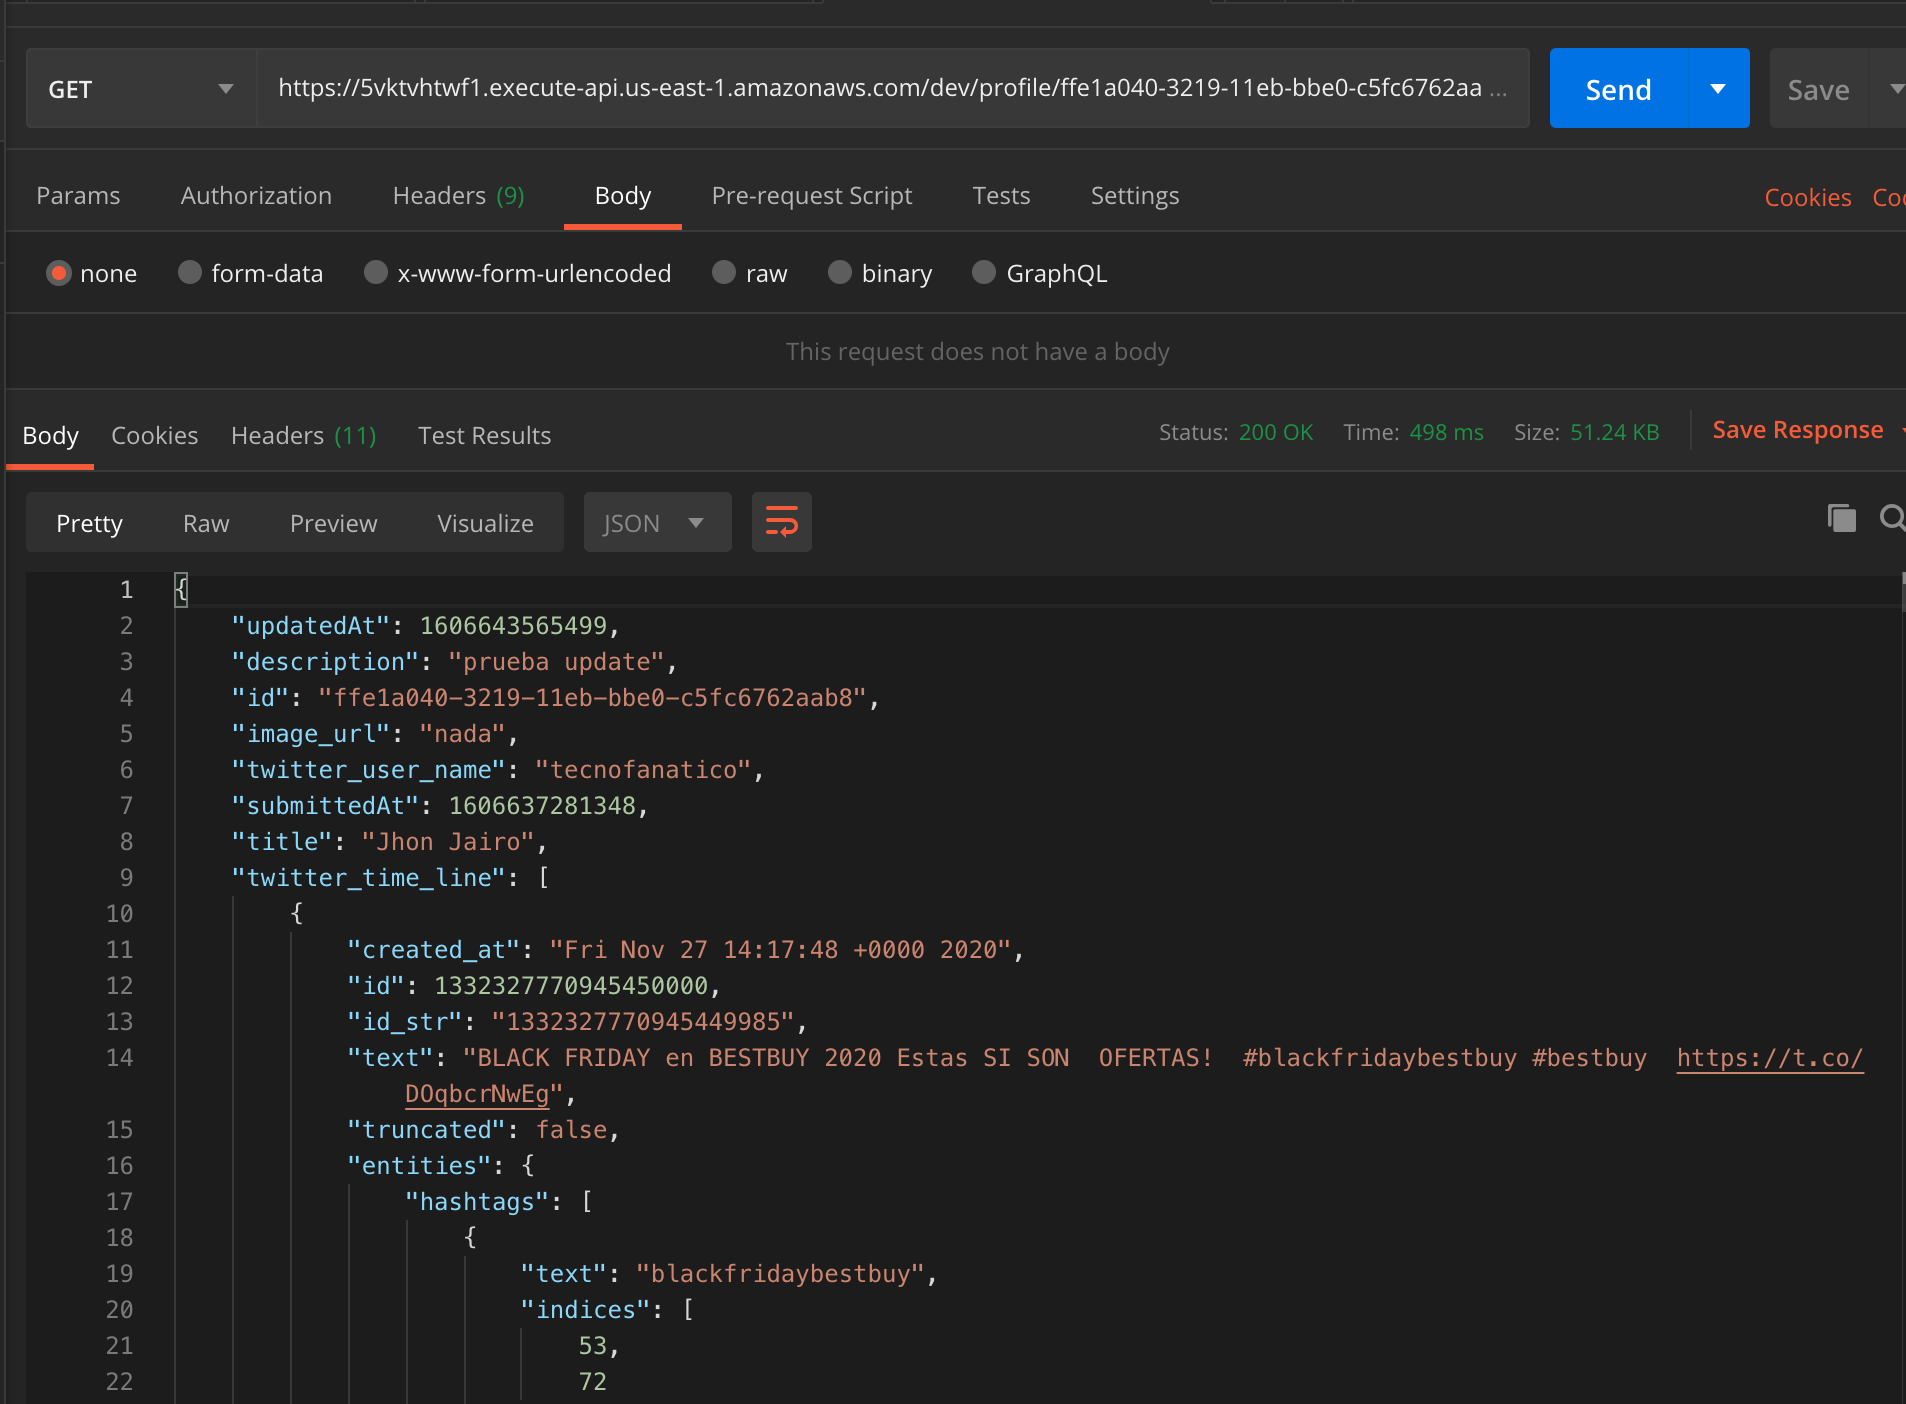 GET https://5vktvhtwf1.execute-api.us-east-1.amazonaws.com/dev/profile/ffe1a040-3219-11eb-bbe0-c5fc6762aa ... Send Save
Params Authorization Headers (9) Body Pre-request Script Tests Settings Cookies
none form-data x-www-form-urlencoded raw binary GraphQL
This request does not have a body
Body Cookies Headers (11) Test Results Status: 200 OK Time: 498 ms Size: 51.24 KB Save Response
Pretty Raw Preview Visualize JSON
1 {
2 "updatedAt": 1606643565499,
3 "description": "prueba update",
4 "id": "ffe1a040-3219-11eb-bbe0-c5fc6762aab8",
5 "image_url": "nada",
6 "twitter_user_name": "tecnofanatico",
7 "submittedAt": 1606637281348,
8 "title": "Jhon Jairo",
9 "twitter_time_line": [
10 {
11 "created_at": "Fri Nov 27 14:17:48 +0000 2020",
12 "id": 1332327770945450000,
13 "id_str": "1332327770945449985",
14 "text": "BLACK FRIDAY en BESTBUY 2020 Estas SI SON  OFERTAS!  #blackfridaybestbuy #bestbuy  https://t.co/
DOqbcrNwEg",
15 "truncated": false,
16 "entities": {
17 "hashtags": [
18 {
19 "text": "blackfridaybestbuy",
20 "indices": [
21 53,
22 72